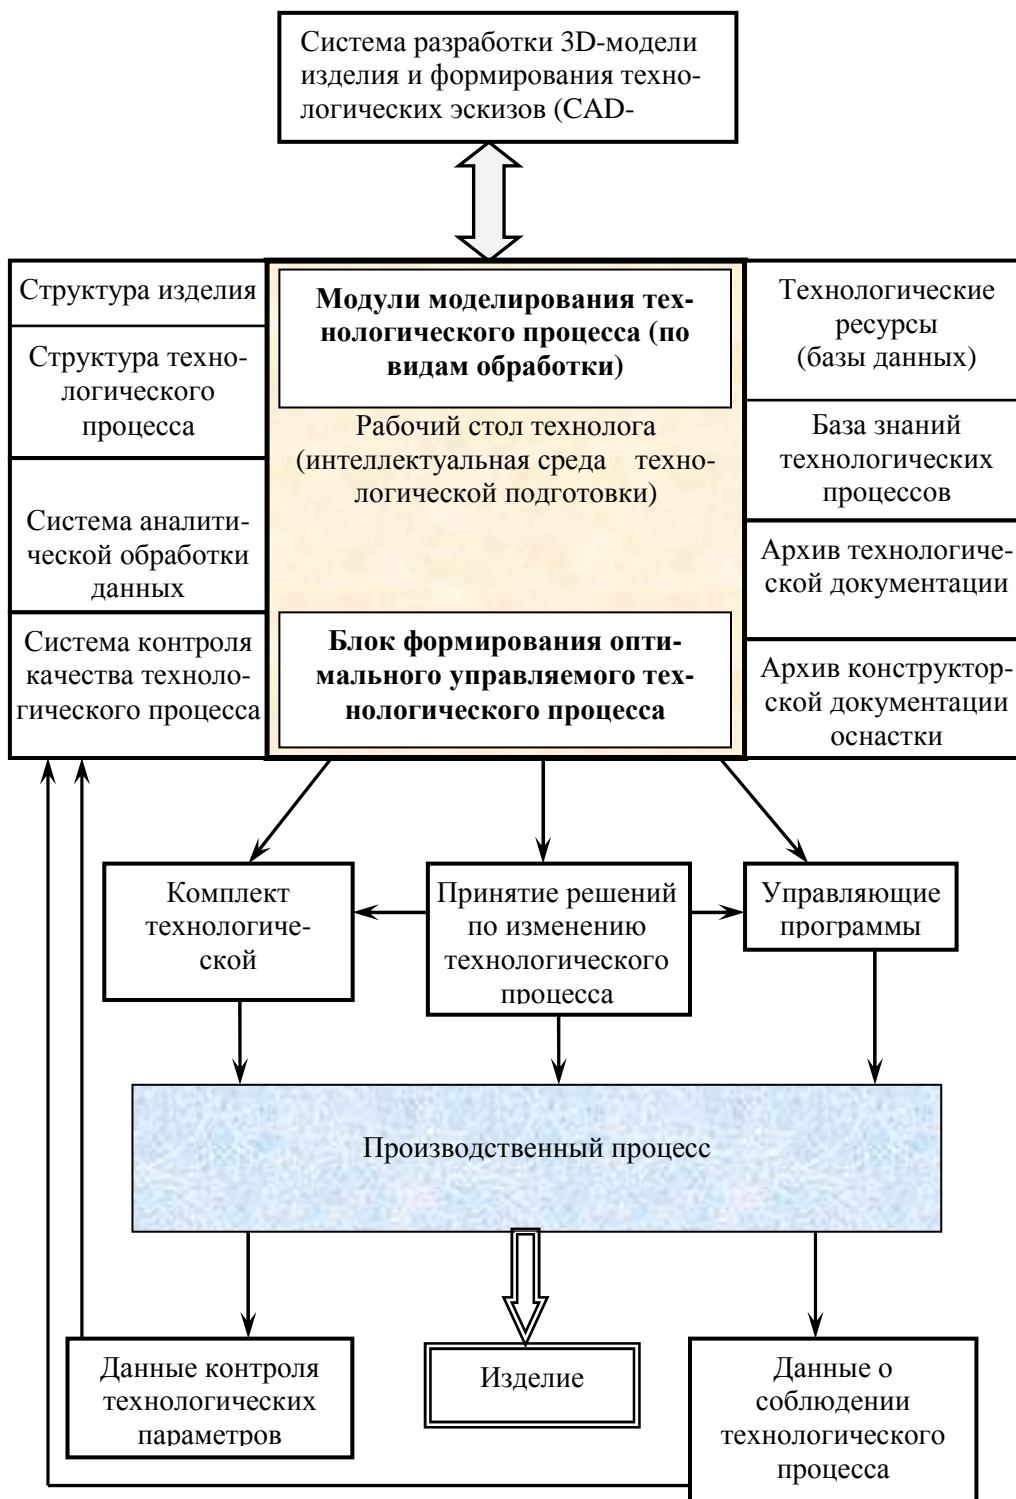 Система разработки 3D-модели
изделия и формирования техно-
логических эскизов (CAD-
Структура изделия
Структура техно-
логического
процесса
Система аналити-
ческой обработки
данных
Система контроля
качества техноло-
гического процесса
Модули моделирования тех-
нологического процесса (по
видам обработки)
Рабочий стол технолога
(интеллектуальная среда техно-
логической подготовки)
Блок формирования опти-
мального управляемого тех-
нологического процесса
Технологические
ресурсы
(базы данных)
База знаний
технологических
процессов
Архив технологиче-
ской документации
Архив конструктор-
ской документации
оснастки
Комплект
технологиче-
ской
Принятие решений
по изменению
технологического
процесса
Управляющие
программы
Производственный процесс
Данные контроля
технологических
параметров
Изделие
Данные о
соблюдении
технологического
процесса